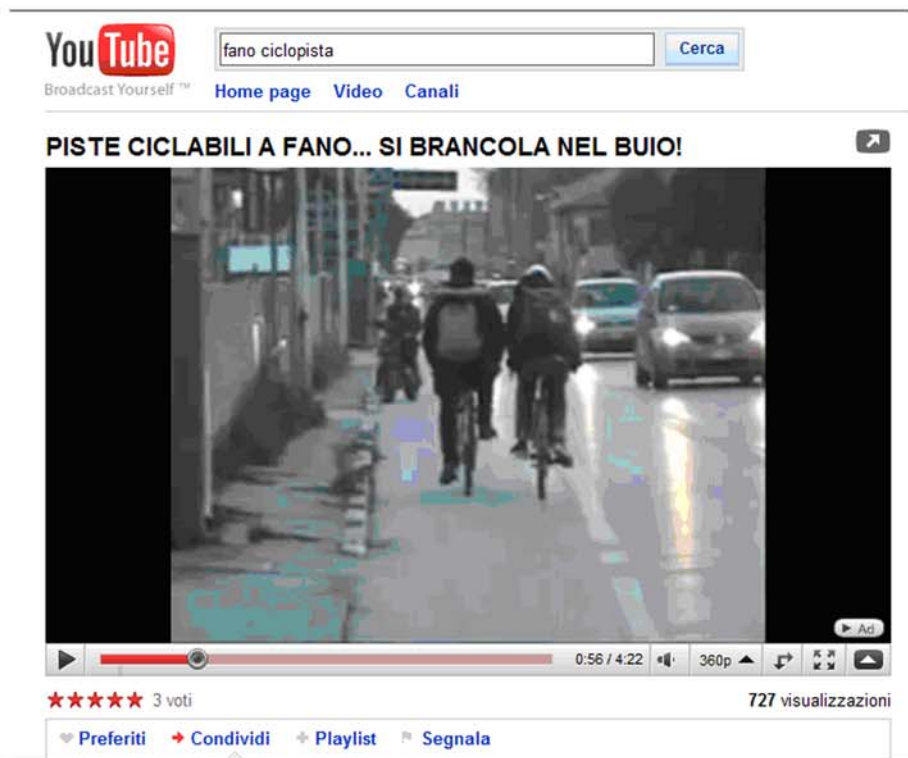 YouTube
fano ciclopista
Cerca
Broadcast Yourself ™
Home page Video Canali
PISTE CICLABILI A FANO... SI BRANCOLA NEL BUIO!
Ad
0:56 / 4:22 360p
3 voti
727 visualizzazioni
Preferiti Condividi Playlist Segnala